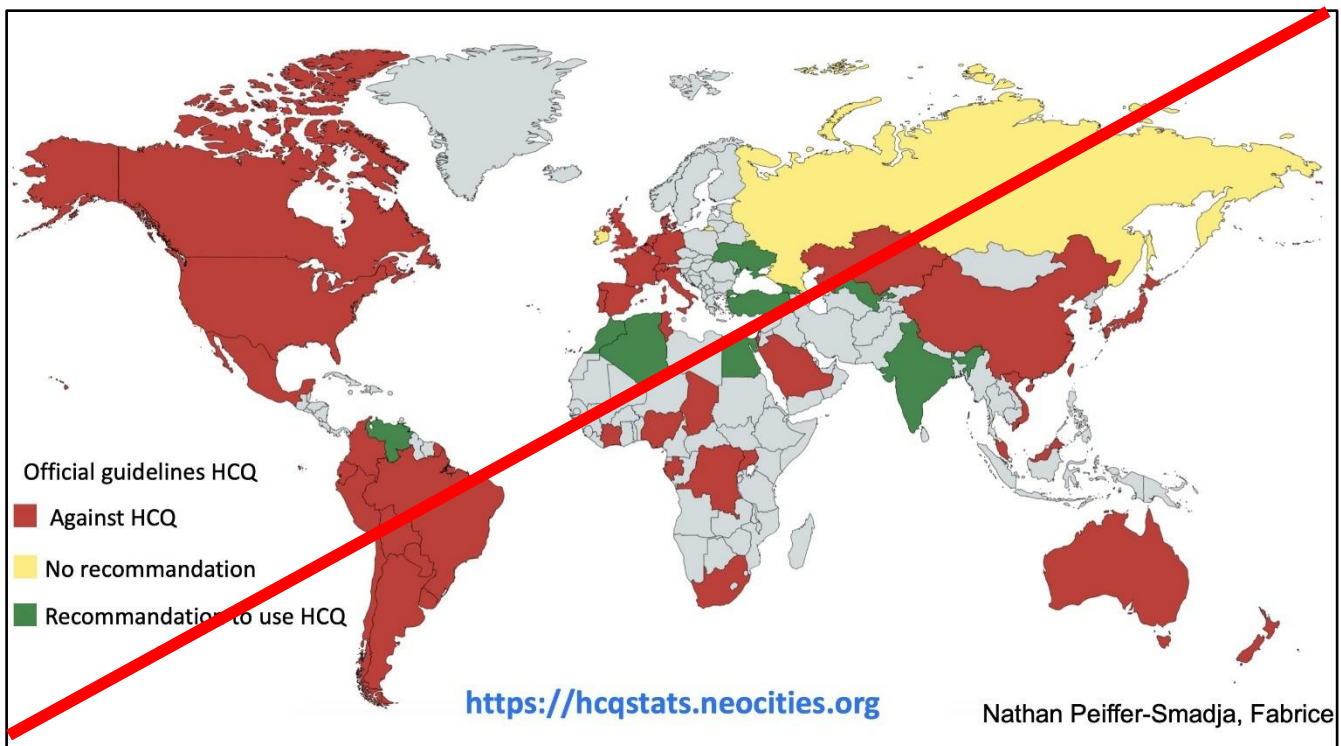 Official guidelines HCQ
Against HCQ
No recommandation
Recommandation to use HCQ
https://hcqstats.neocities.org
Nathan Peiffer-Smadja, Fabrice